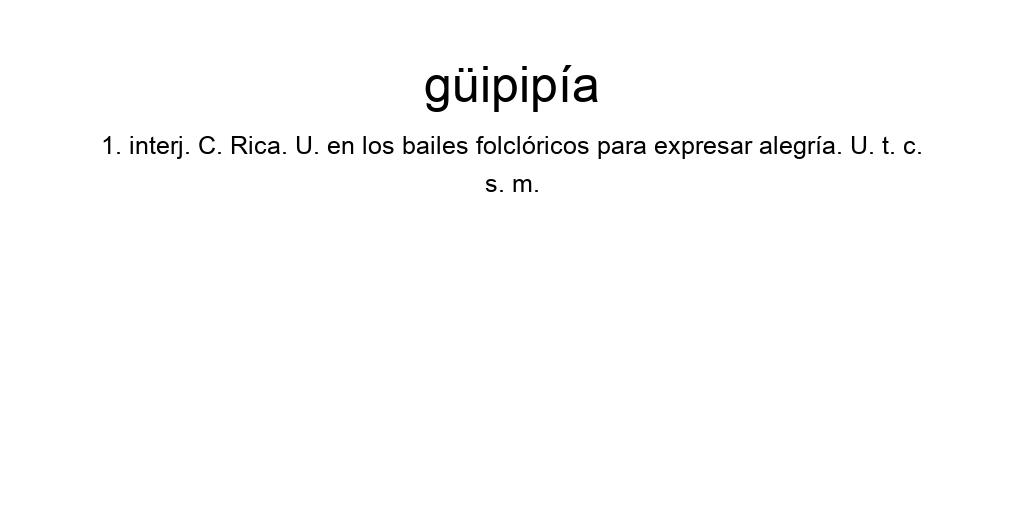 güipipía
1. interj. C. Rica. U. en los bailes folclóricos para expresar alegría. U. t. c.
s. m.